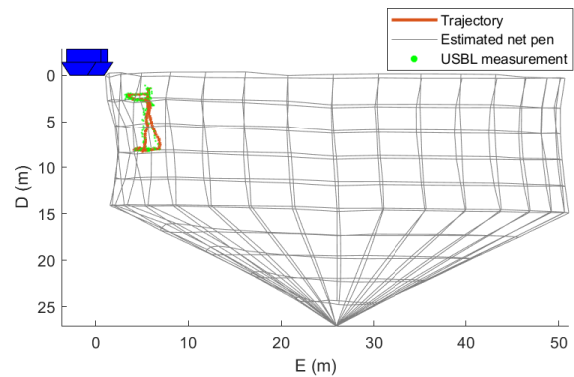 Trajectory
Estimated net pen
USBL measurement
0
5
10
15
20
25
D (m)
0 10 20 30 40 50
E (m)